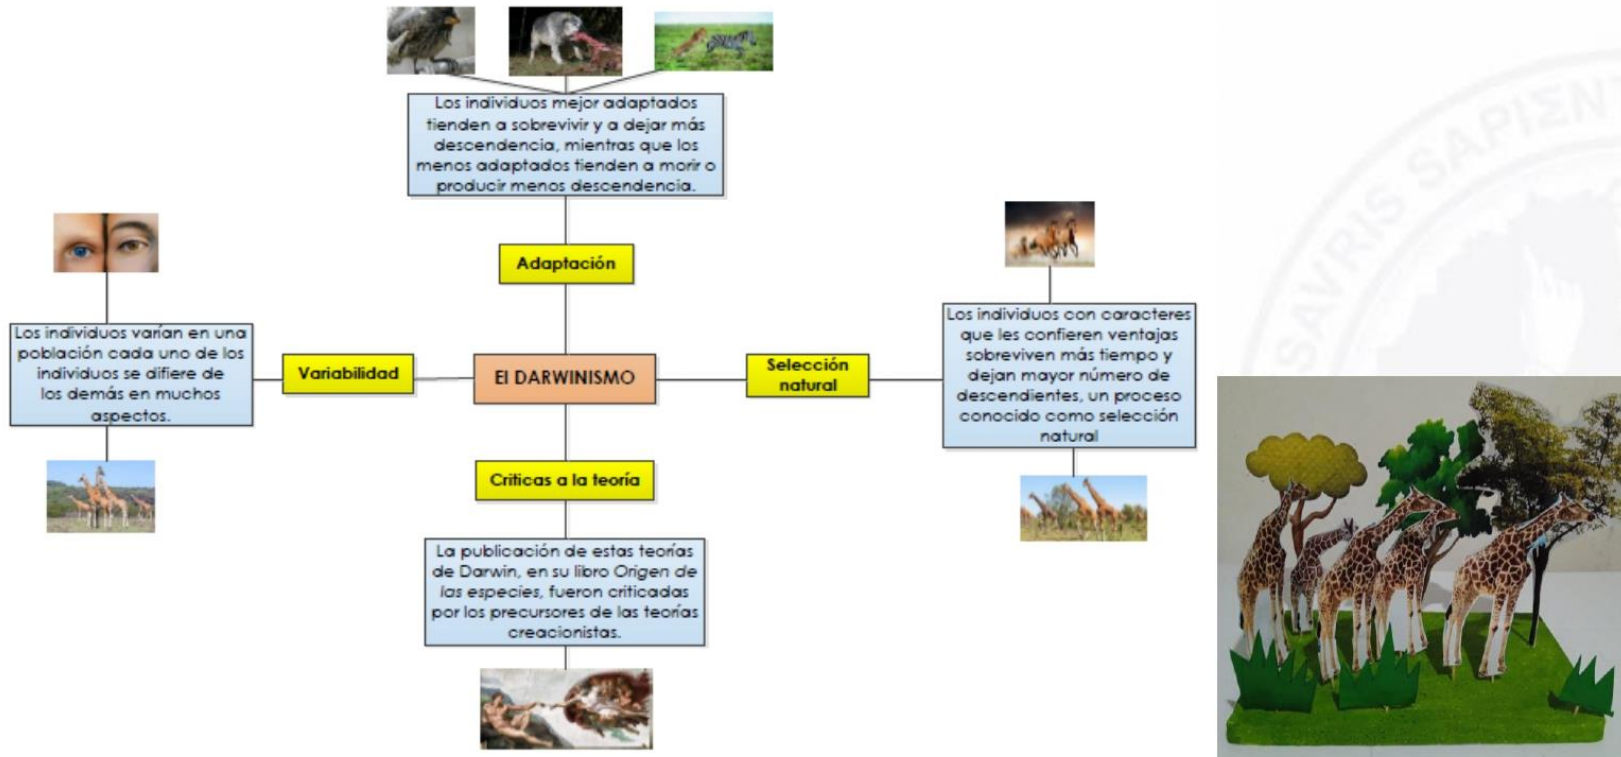 Los individuos mejor adaptados
tienden a sobrevivir y a dejar más
descendencia, mientras que los
menos adaptados tienden a morir o
producir menos descendencia.
Adaptación
Los individuos varían en una
población cada uno de los
individuos se difiere de
los demás en muchos
aspectos.
Variabilidad
El DARWINISMO
Selección
natural
Los individuos con caracteres
que les confieren ventajas
sobreviven más tiempo y
dejan mayor número de
descendientes, un proceso
conocido como selección
natural
Criticas a la teoría
La publicación de estas teorías
de Darwin, en su libro Origen de
las especies, fueron criticadas
por los precursores de las teorías
creacionistas.
SAVRIS SAPIENT